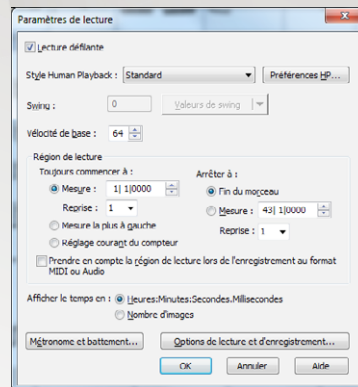 Paramètres de lecture
Lecture défilante
Style Human Playback : Standard Préférences HP...
Swing : 0 Valeurs de swing
Vélocité de base : 64
Région de lecture
Toujours commencer à : Arrêter à :
Mesure : 1| 1|0000 Fin du morceau
Reprise : 1 Mesure : 43| 1|0000
Mesure la plus à gauche Reprise : 1
Réglage courant du compteur
Prendre en compte la région de lecture lors de l'enregistrement au format
MIDI ou Audio
Afficher le temps en : Heures:Minutes:Secondes.Millisecondes
Nombre d'images
Métronome et battement... Options de lecture et d'enregistrement...
OK Annuler Aide